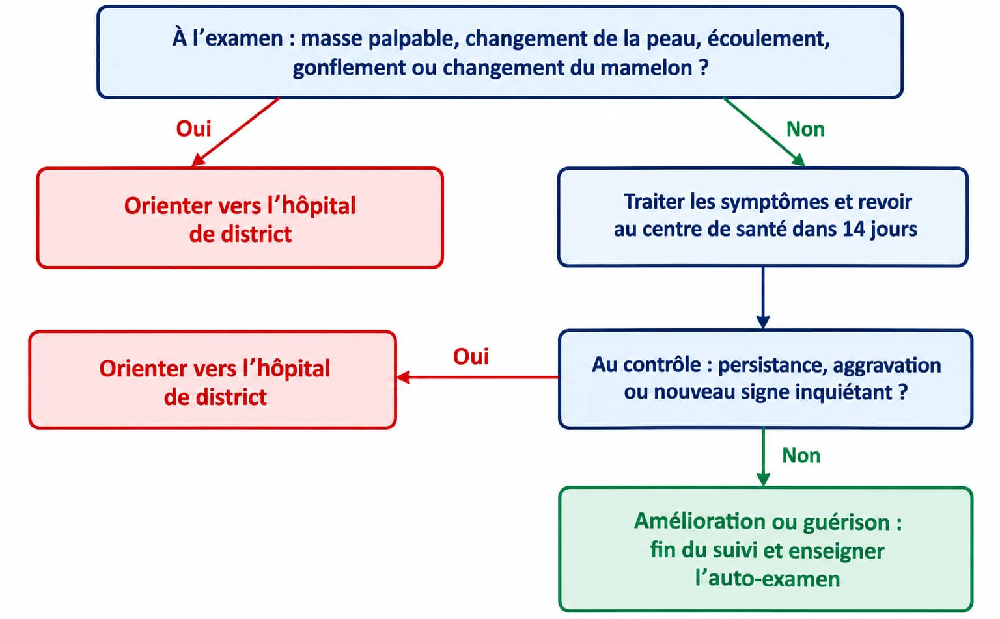 À l’examen : masse palpable, changement de la peau, écoulement,
gonflement ou changement du mamelon ?
Oui
Non
Orienter vers l’hôpital
de district
Traiter les symptômes et revoir
au centre de santé dans 14 jours
Orienter vers l’hôpital
de district
Oui
Au contrôle : persistance, aggravation
ou nouveau signe inquiétant ?
Non
Amélioration ou guérison :
fin du suivi et enseigner
l’auto-examen